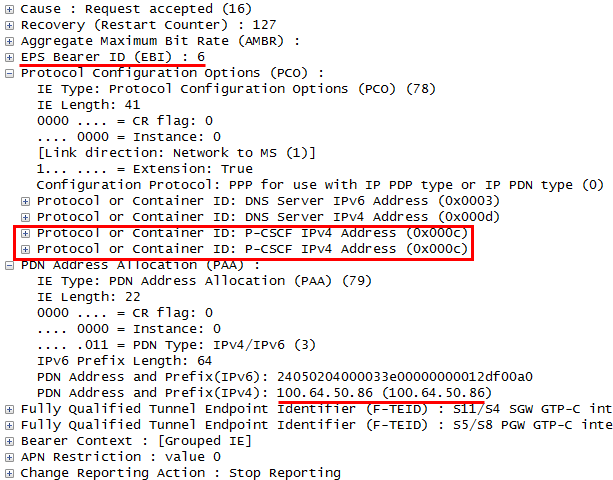 Cause : Request accepted (16)
Recovery (Restart Counter) : 127
Aggregate Maximum Bit Rate (AMBR) :
EPS Bearer ID (EBI) : 6
Protocol Configuration Options (PCO) :
IE Type: Protocol Configuration Options (PCO) (78)
IE Length: 41
0000 .... = CR flag: 0
.... 0000 = Instance: 0
[Link direction: Network to MS (1)]
1... .... = Extension: True
Configuration Protocol: PPP for use with IP PDP type or IP PDN type (0)
Protocol or Container ID: DNS Server IPv6 Address (0x0003)
Protocol or Container ID: DNS Server IPv4 Address (0x000d)
Protocol or Container ID: P-CSCF IPv4 Address (0x000c)
Protocol or Container ID: P-CSCF IPv4 Address (0x000c)
PDN Address Allocation (PAA) :
IE Type: PDN Address Allocation (PAA) (79)
IE Length: 22
0000 .... = CR flag: 0
.... 0000 = Instance: 0
.... .011 = PDN Type: IPv4/IPv6 (3)
IPv6 Prefix Length: 64
PDN Address and Prefix(IPv6): 24050204000033e00000000012df00a0
PDN Address and Prefix(IPv4): 100.64.50.86 (100.64.50.86)
Fully Qualified Tunnel Endpoint Identifier (F-TEID) : S11/S4 SGW GTP-C int
Fully Qualified Tunnel Endpoint Identifier (F-TEID) : S5/S8 PGW GTP-C inte
Bearer Context : [Grouped IE]
APN Restriction : value 0
Change Reporting Action : Stop Reporting